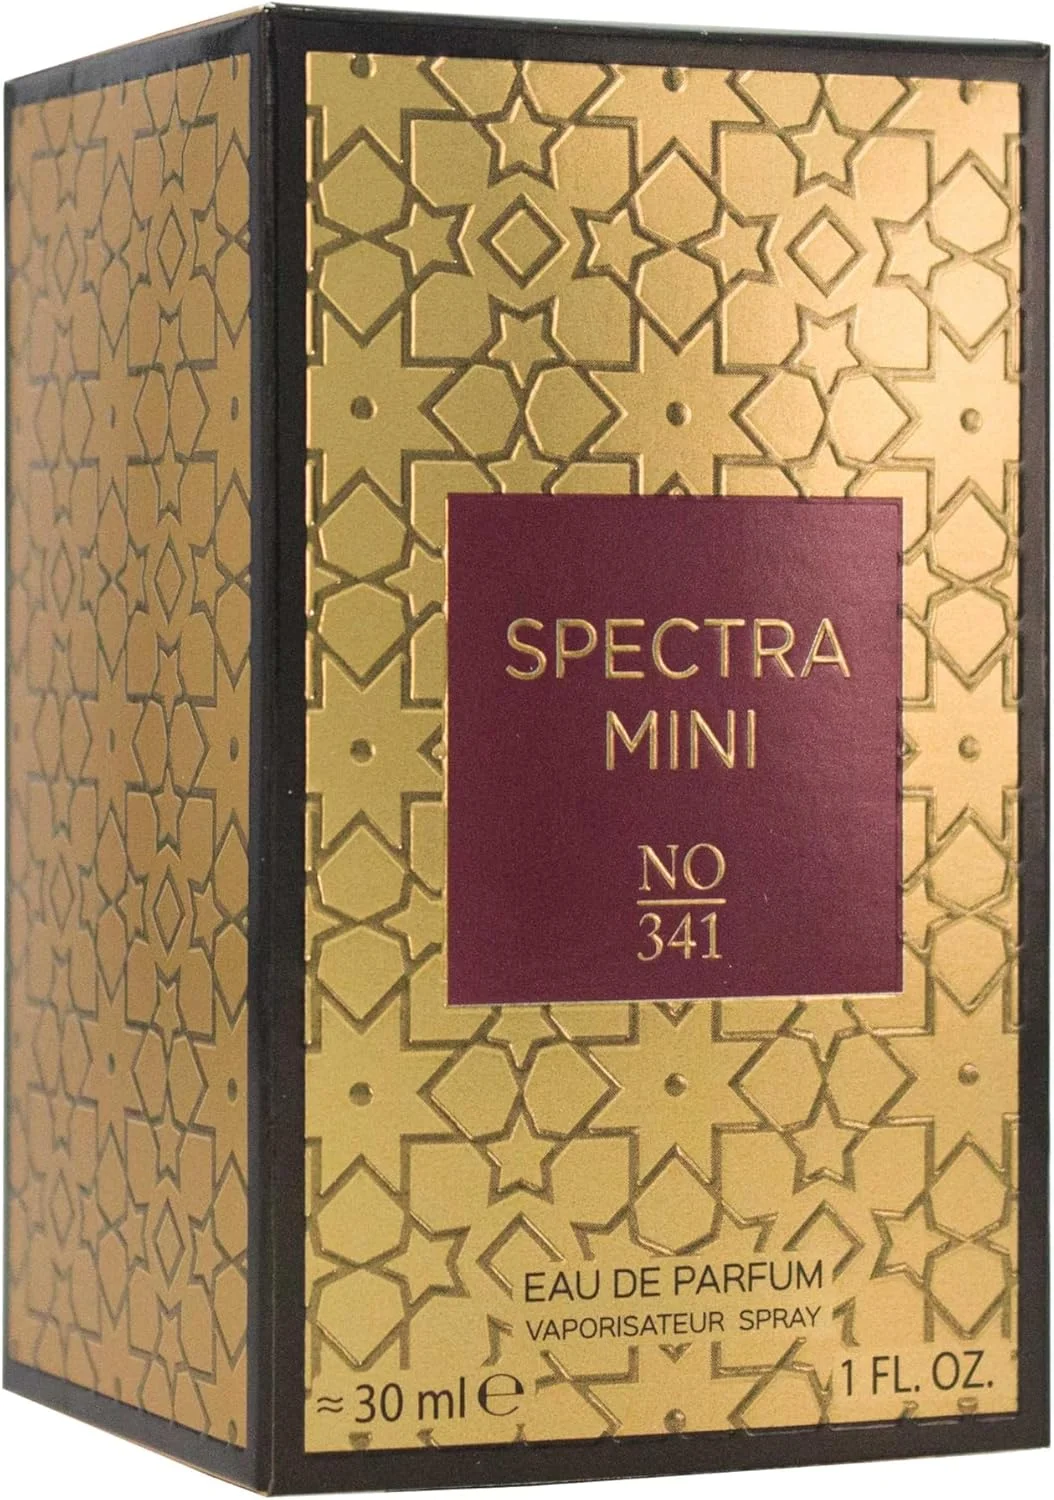 SPECTRA
MINI
NO
341
EAU DE PARFUM
VAPORISATEUR SPRAY
≈ 30 ml ℮
1 FL. OZ.